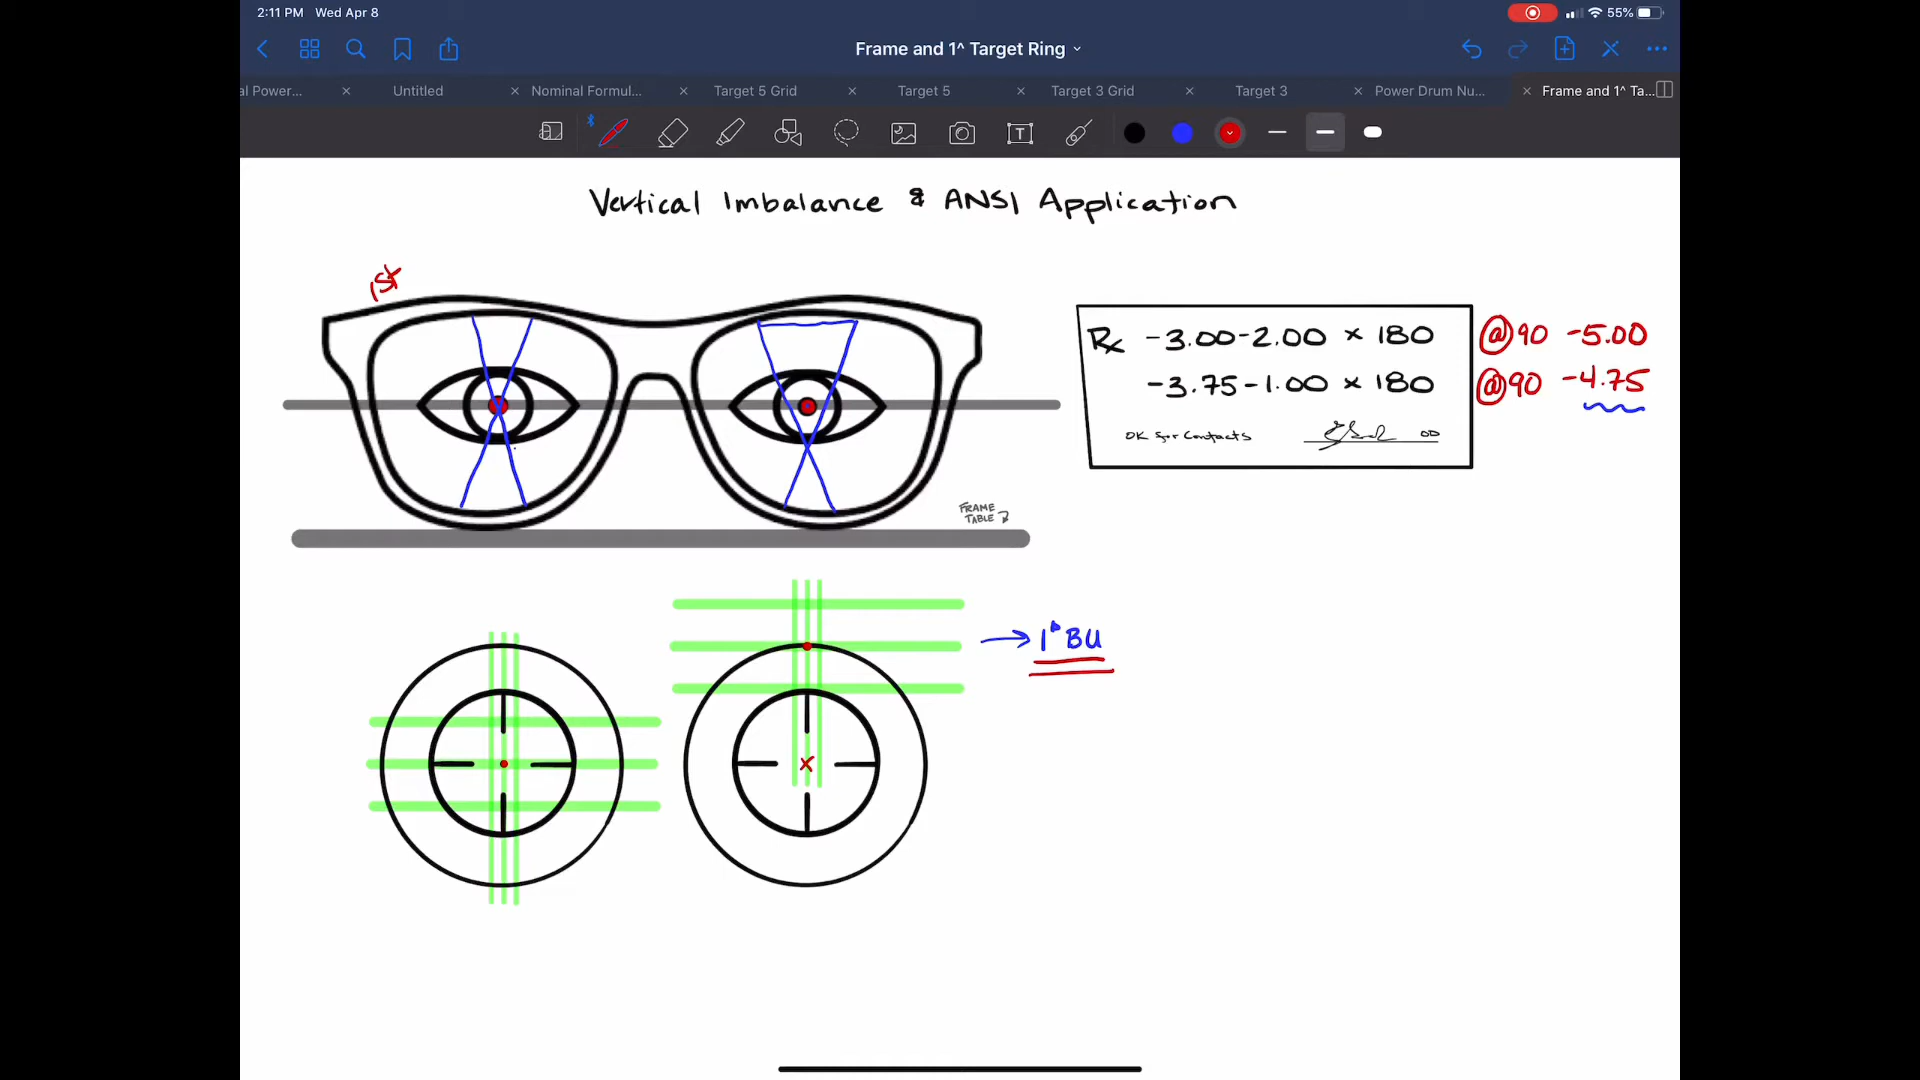 2:11 PM Wed Apr 8
55%
Frame and 1^ Target Ring
al Power...
Untitled
Nominal Formul...
Target 5 Grid
Target 5
Target 3 Grid
Target 3
Power Drum Nu...
Frame and 1^ Ta...
T
Vertical Imbalance & ANSI Application
1st
Rx -3.00-2.00 × 180 @90 -5.00
-3.75-1.00 × 180 @90 -4.75
OK for Contacts OD
FRAME
TABLE
1^ BU
x